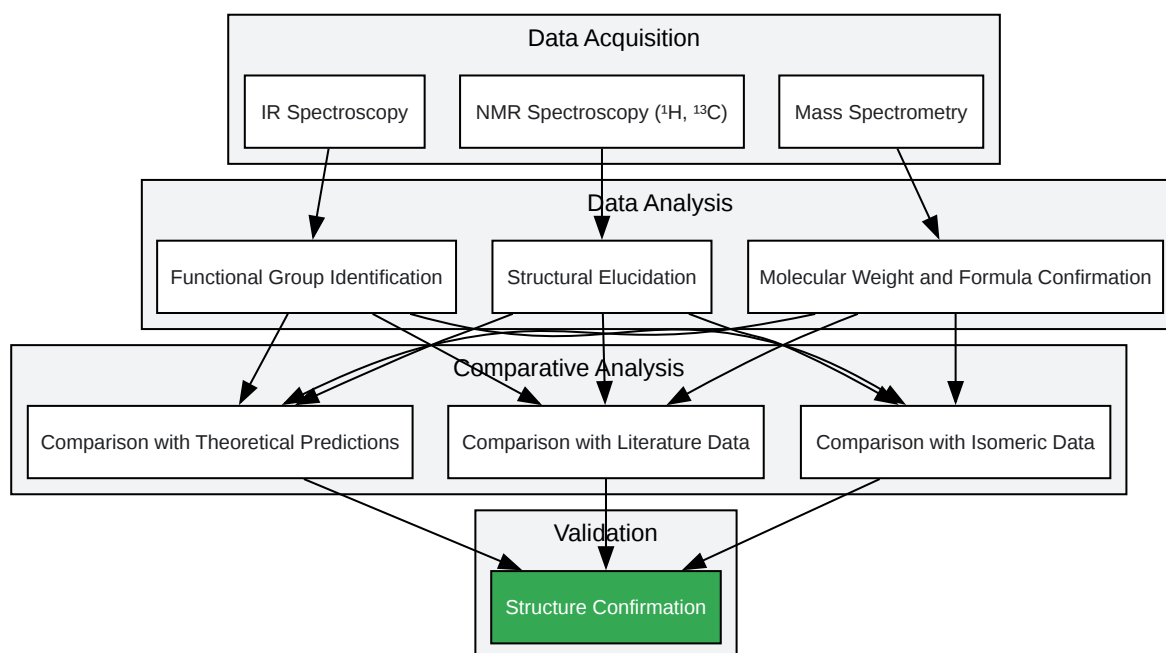 Data Acquisition
IR Spectroscopy
NMR Spectroscopy (¹H, ¹³C)
Mass Spectrometry
Data Analysis
Functional Group Identification
Structural Elucidation
Molecular Weight and Formula Confirmation
Comparative Analysis
Comparison with Theoretical Predictions
Comparison with Literature Data
Comparison with Isomeric Data
Validation
Structure Confirmation